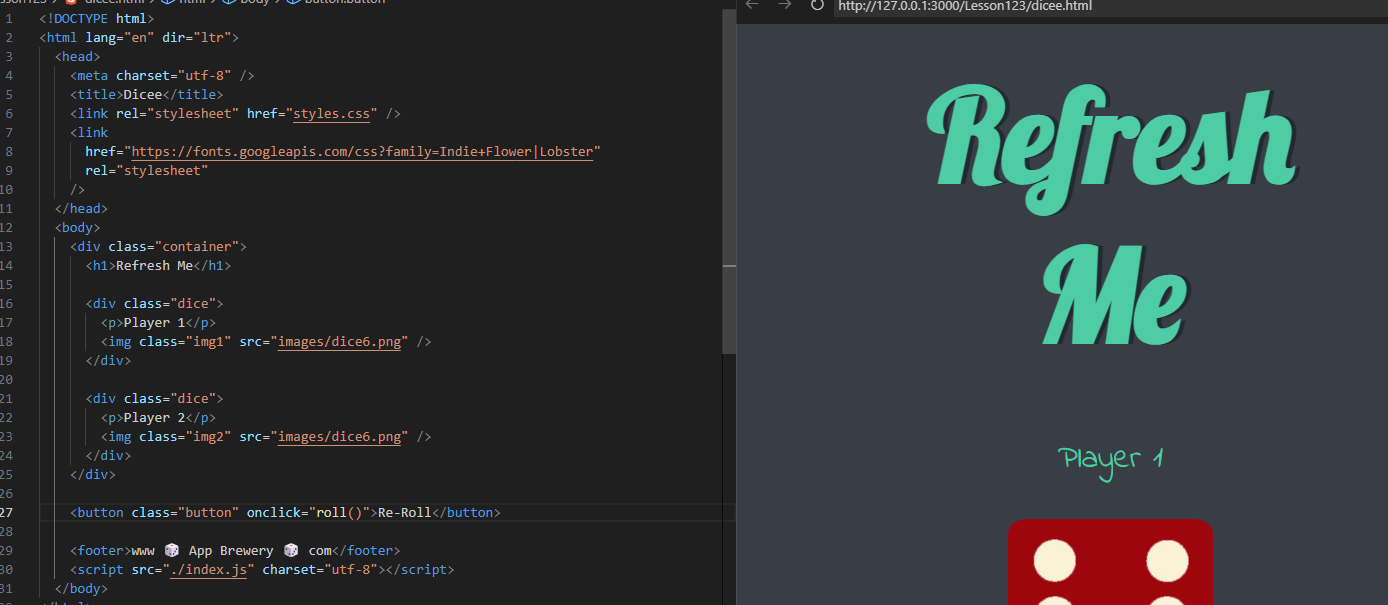 dicee.html > html > body > button.button
http://127.0.0.1:3000/Lesson123/dicee.html
1 <!DOCTYPE html>
2 <html lang="en" dir="ltr">
3 <head>
4 <meta charset="utf-8" />
5 <title>Dicee</title>
6 <link rel="stylesheet" href="styles.css" />
7 <link
8 href="https://fonts.googleapis.com/css?family=Indie+Flower|Lobster"
9 rel="stylesheet"
10 />
11 </head>
12 <body>
13 <div class="container">
14 <h1>Refresh Me</h1>
15
16 <div class="dice">
17 <p>Player 1</p>
18 <img class="img1" src="images/dice6.png" />
19 </div>
20
21 <div class="dice">
22 <p>Player 2</p>
23 <img class="img2" src="images/dice6.png" />
24 </div>
25 </div>
26
27 <button class="button" onclick="roll()">Re-Roll</button>
28
29 <footer>www 🎲 App Brewery 🎲 com</footer>
30 <script src="./index.js" charset="utf-8"></script>
31 </body>
Refresh
Me
Player 1